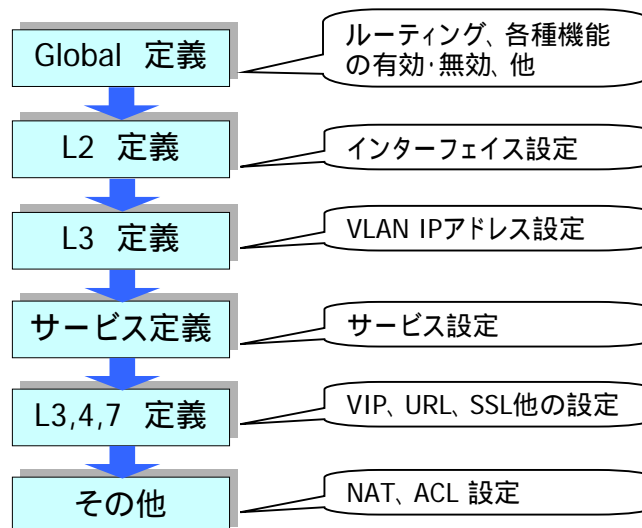 Global 定義
ルーティング、各種機能
の有効・無効、他
L2 定義
インターフェイス設定
L3 定義
VLAN IPアドレス設定
サービス定義
サービス設定
L3,4,7 定義
VIP、URL、SSL他の設定
その他
NAT、ACL 設定